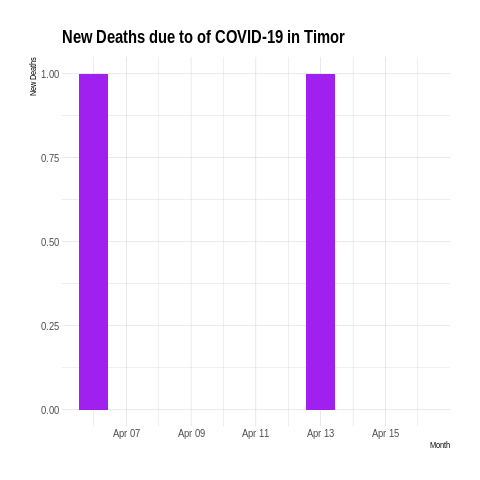 New Deaths due to of COVID-19 in Timor
New Deaths
1.00
0.75
0.50
0.25
0.00
Apr 07 Apr 09 Apr 11 Apr 13 Apr 15
Month